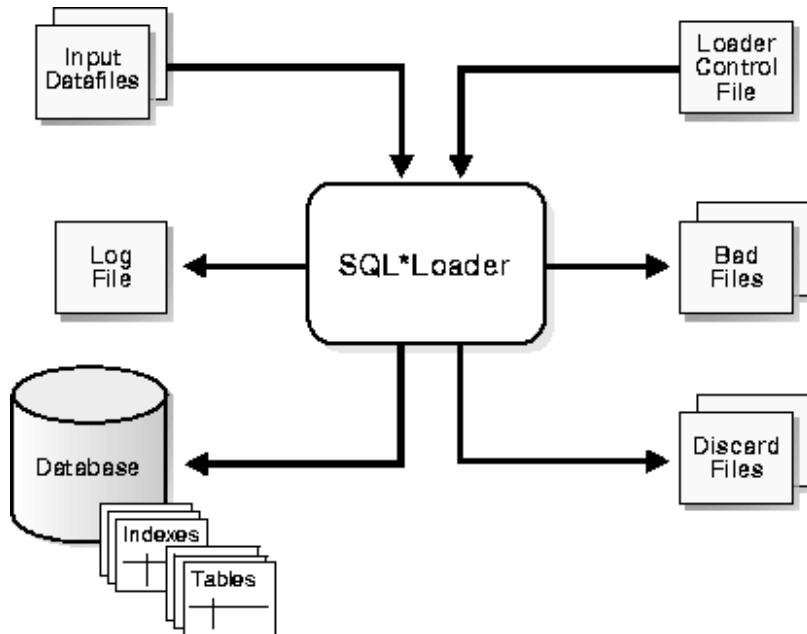 Input
Datafiles
Loader
Control
File
Log
File
SQL*Loader
Bad
Files
Database
Discard
Files
Indexes
Tables